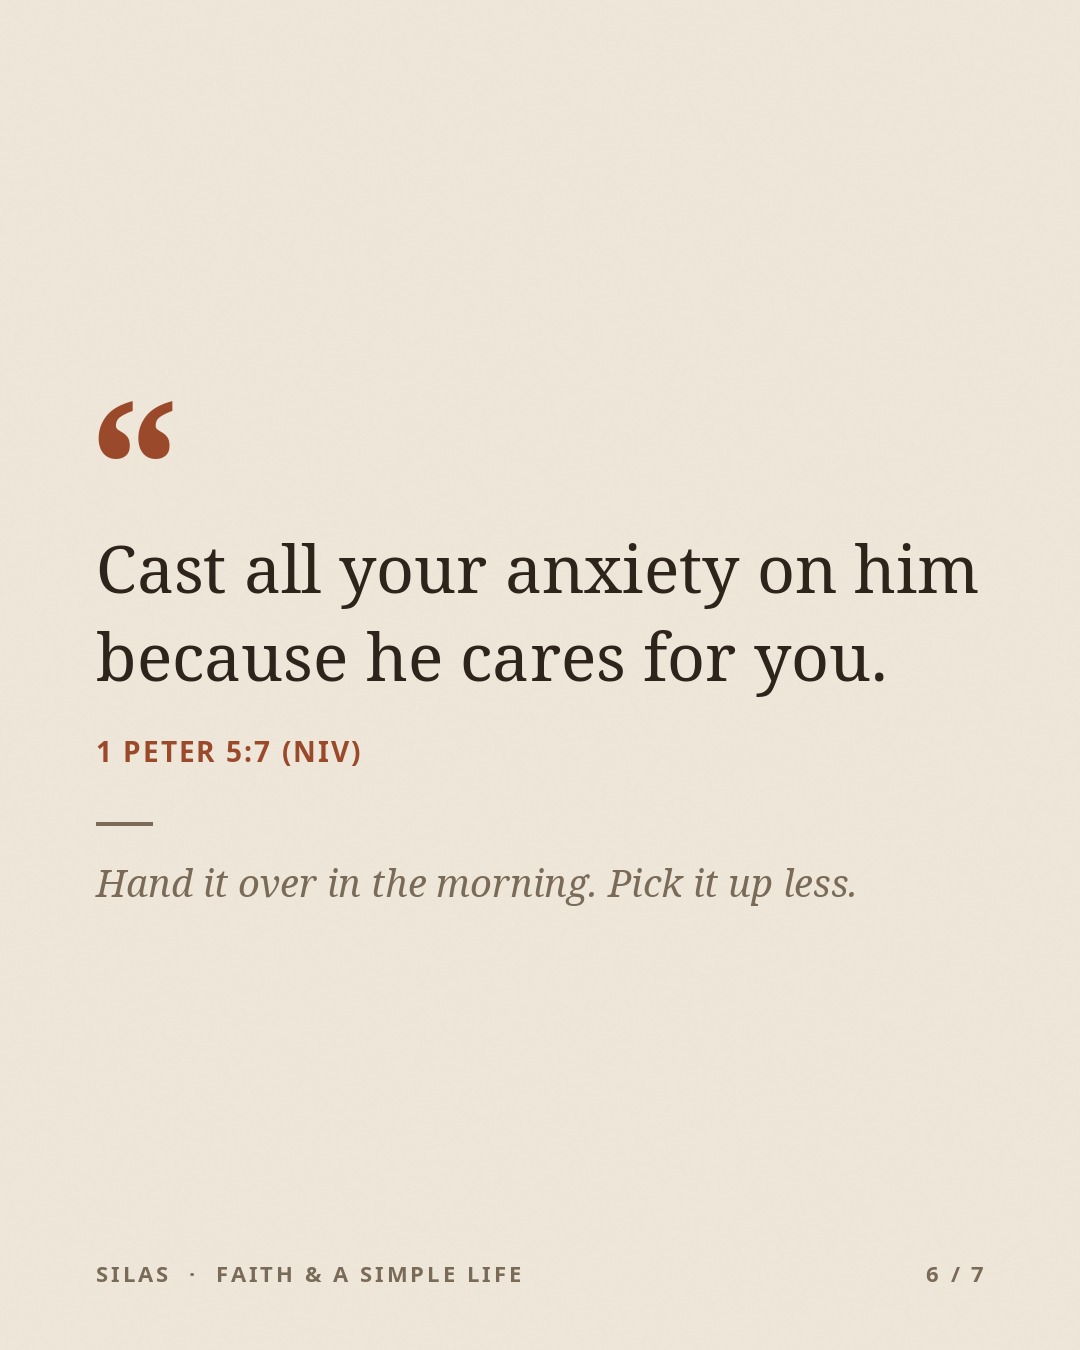 “
Cast all your anxiety on him
because he cares for you.
1 PETER 5:7 (NIV)
Hand it over in the morning. Pick it up less.
SILAS · FAITH & A SIMPLE LIFE
6 / 7